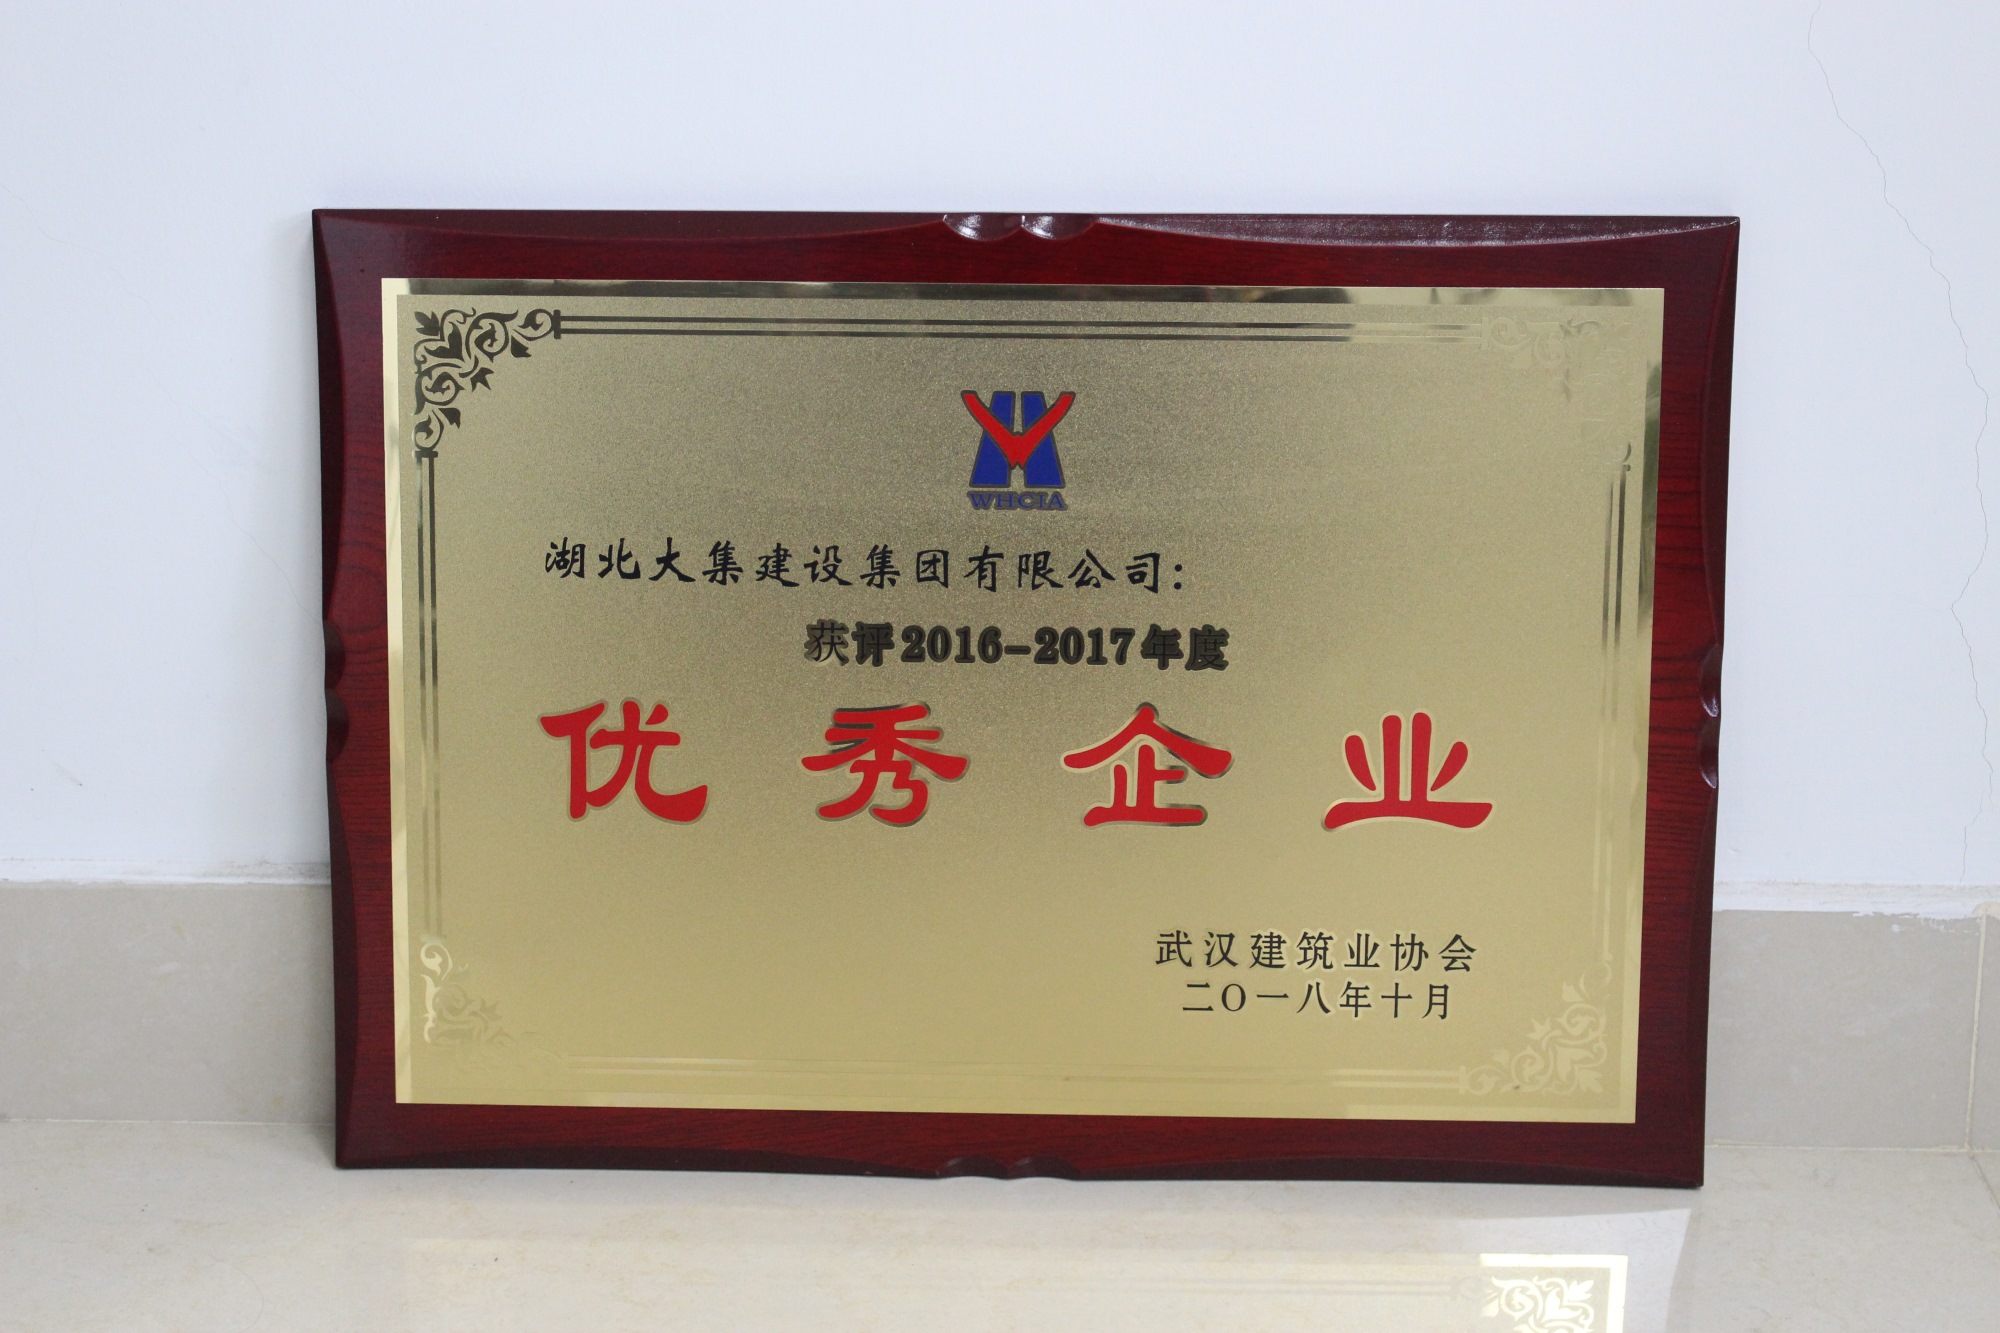 WHCIA
湖北大集建设集团有限公司：
获评2016-2017年度
优秀企业
武汉建筑业协会
二〇一八年十月